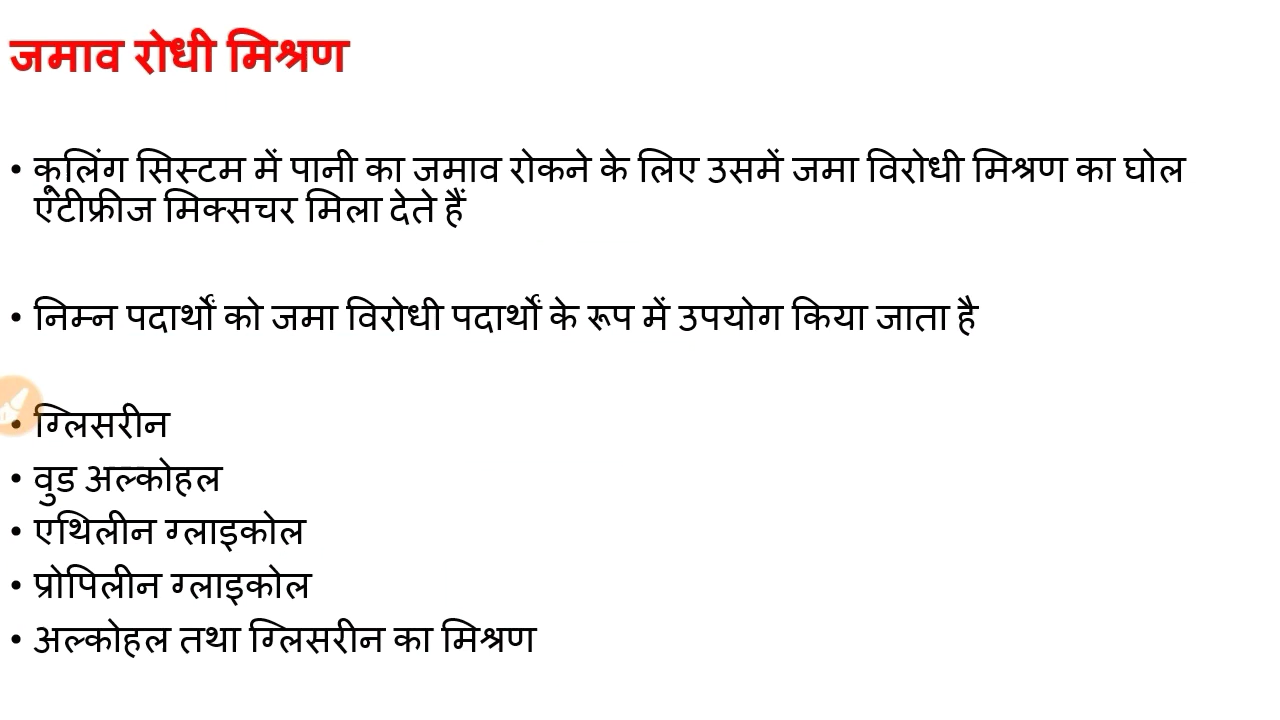 जमाव रोधी मिश्रण
• कूलिंग सिस्टम में पानी का जमाव रोकने के लिए उसमें जमा विरोधी मिश्रण का घोल
एंटीफ्रीज मिक्सचर मिला देते हैं
• निम्न पदार्थों को जमा विरोधी पदार्थों के रूप में उपयोग किया जाता है
• ग्लिसरीन
• वुड अल्कोहल
• एथिलीन ग्लाइकोल
• प्रोपिलीन ग्लाइकोल
• अल्कोहल तथा ग्लिसरीन का मिश्रण